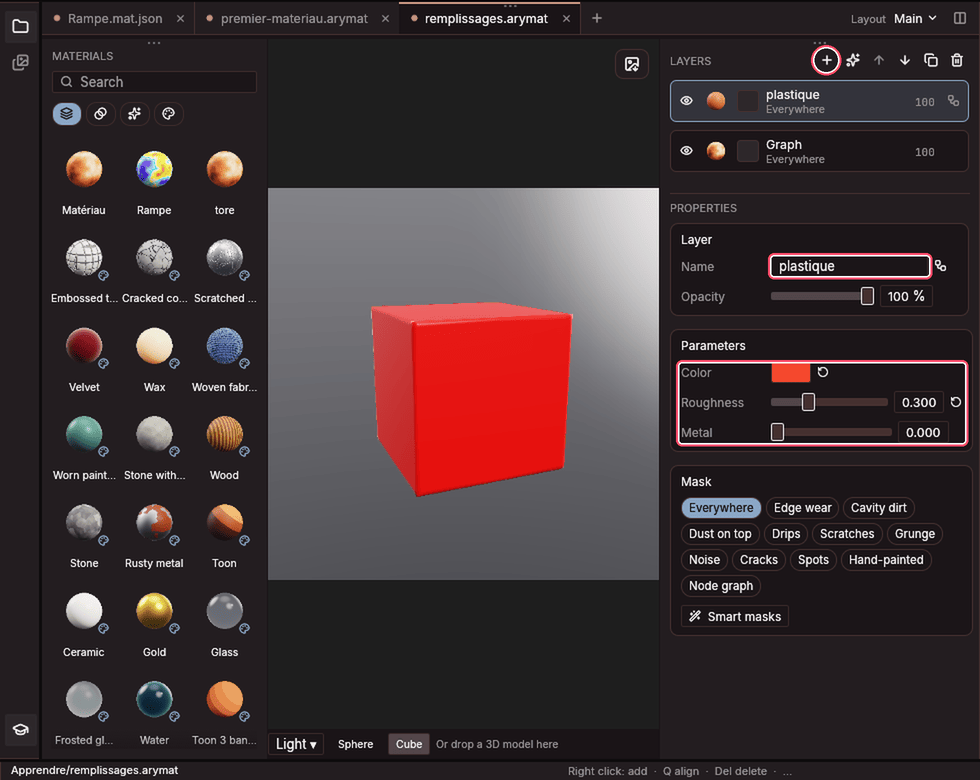 Rampe.mat.json
premier-materiau.arymat
remplissages.arymat
Layout Main
MATERIALS
Search
Matériau Rampe tore
Embossed t... Cracked co... Scratched ...
Velvet Wax Woven fabr...
Worn paint... Stone with... Wood
Stone Rusty metal Toon
Ceramic Gold Glass
Frosted gl... Water Toon 3 ban...
Light ▾ Sphere Cube Or drop a 3D model here
LAYERS
plastique
Everywhere
100
Graph
Everywhere
100
PROPERTIES
Layer
Name plastique
Opacity 100 %
Parameters
Color
Roughness 0.300
Metal 0.000
Mask
Everywhere Edge wear Cavity dirt
Dust on top Drips Scratches Grunge
Noise Cracks Spots Hand-painted
Node graph
Smart masks
Apprendre/remplissages.arymat
Right click: add · Q align · Del delete · ...